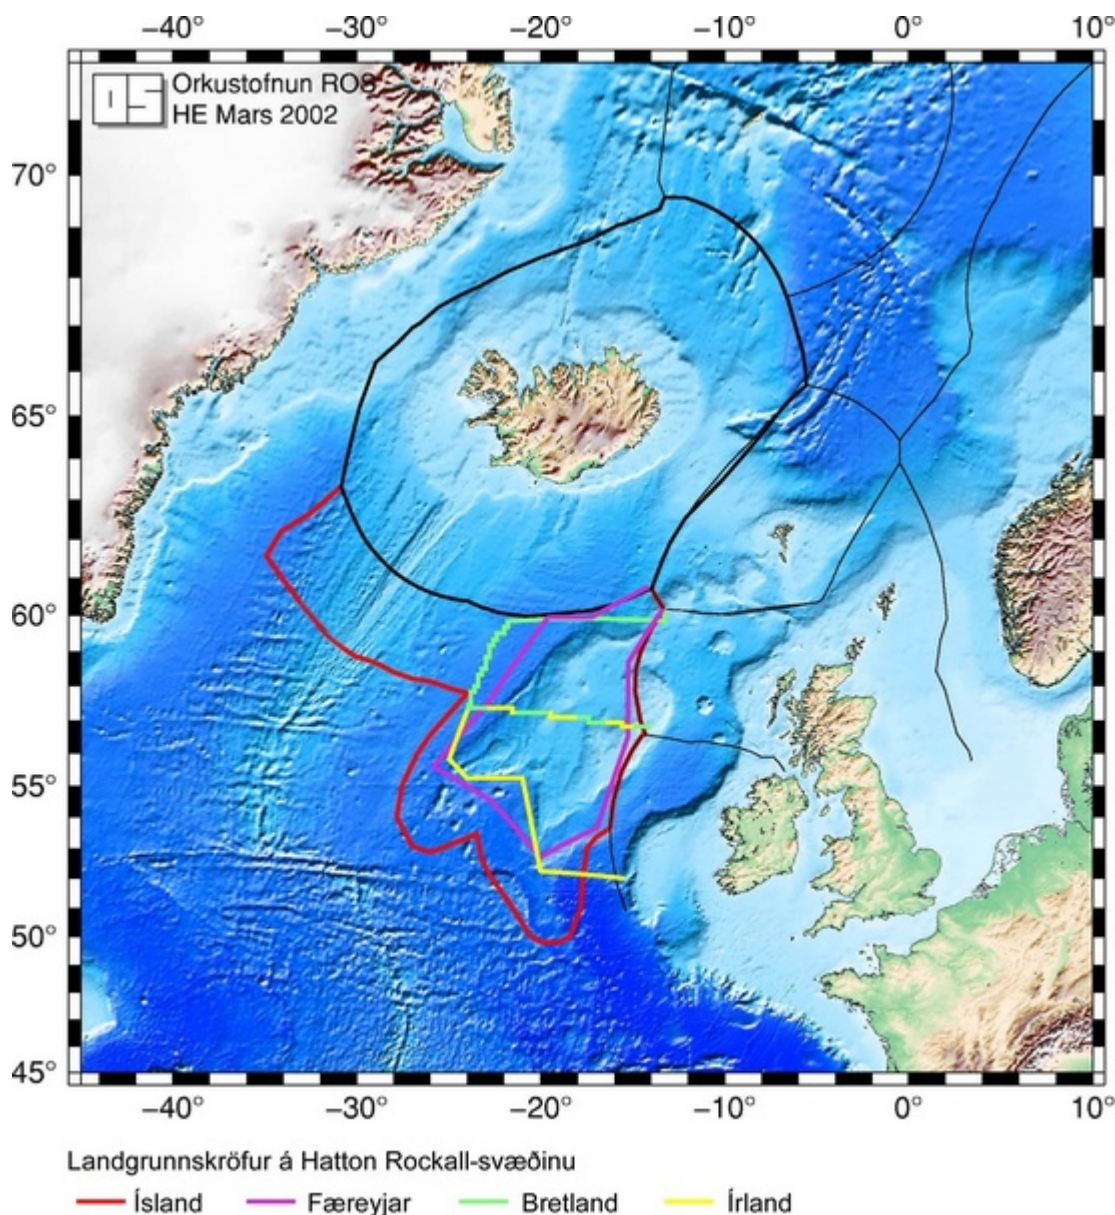 −40° −30° −20° −10° 0° 10°
Orkustofnun ROS
HE Mars 2002
70°
65°
60°
55°
50°
45°
−40° −30° −20° −10° 0° 10°
Landgrunnskröfur á Hatton Rockall-svæðinu
Ísland Færeyjar Bretland Írland